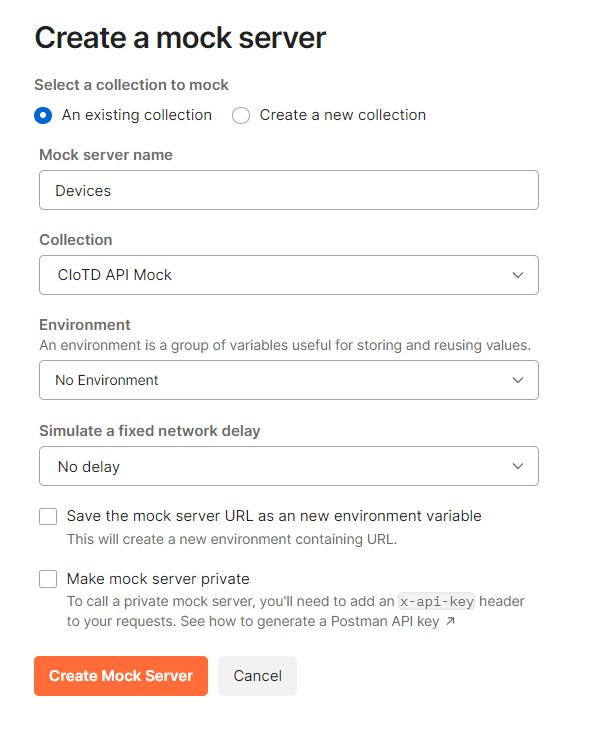 Create a mock server
Select a collection to mock
An existing collection Create a new collection
Mock server name
Devices
Collection
CIoTD API Mock
Environment
An environment is a group of variables useful for storing and reusing values.
No Environment
Simulate a fixed network delay
No delay
Save the mock server URL as an new environment variable
This will create a new environment containing URL.
Make mock server private
To call a private mock server, you'll need to add an x-api-key header
to your requests. See how to generate a Postman API key ↗
Create Mock Server Cancel